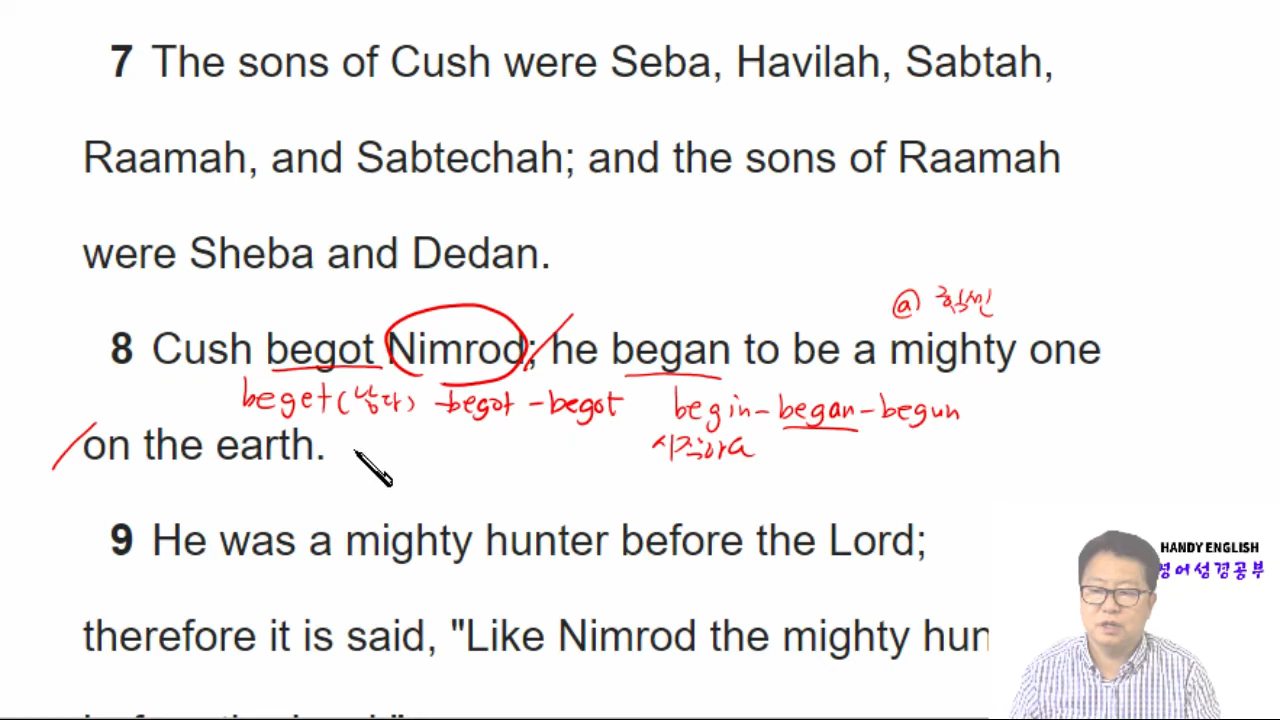 7 The sons of Cush were Seba, Havilah, Sabtah,
Raamah, and Sabtechah; and the sons of Raamah
were Sheba and Dedan.
ⓐ 힘센
8 Cush begot Nimrod; he began to be a mighty one
beget(낳다) -begot -begot begin-began-begun
시작하다
on the earth.
9 He was a mighty hunter before the Lord;
HANDY ENGLISH
영어성경공부
therefore it is said, "Like Nimrod the mighty hun